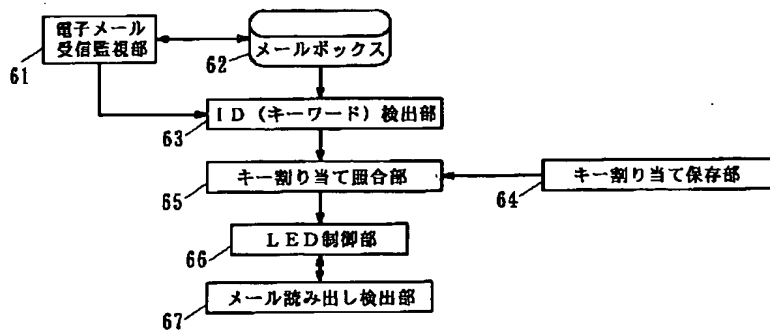 電子メール
受信監視部
61
メールボックス
62
ID（キーワード）検出部
63
キー割り当て照合部
65
キー割り当て保存部
64
LED制御部
66
メール読み出し検出部
67